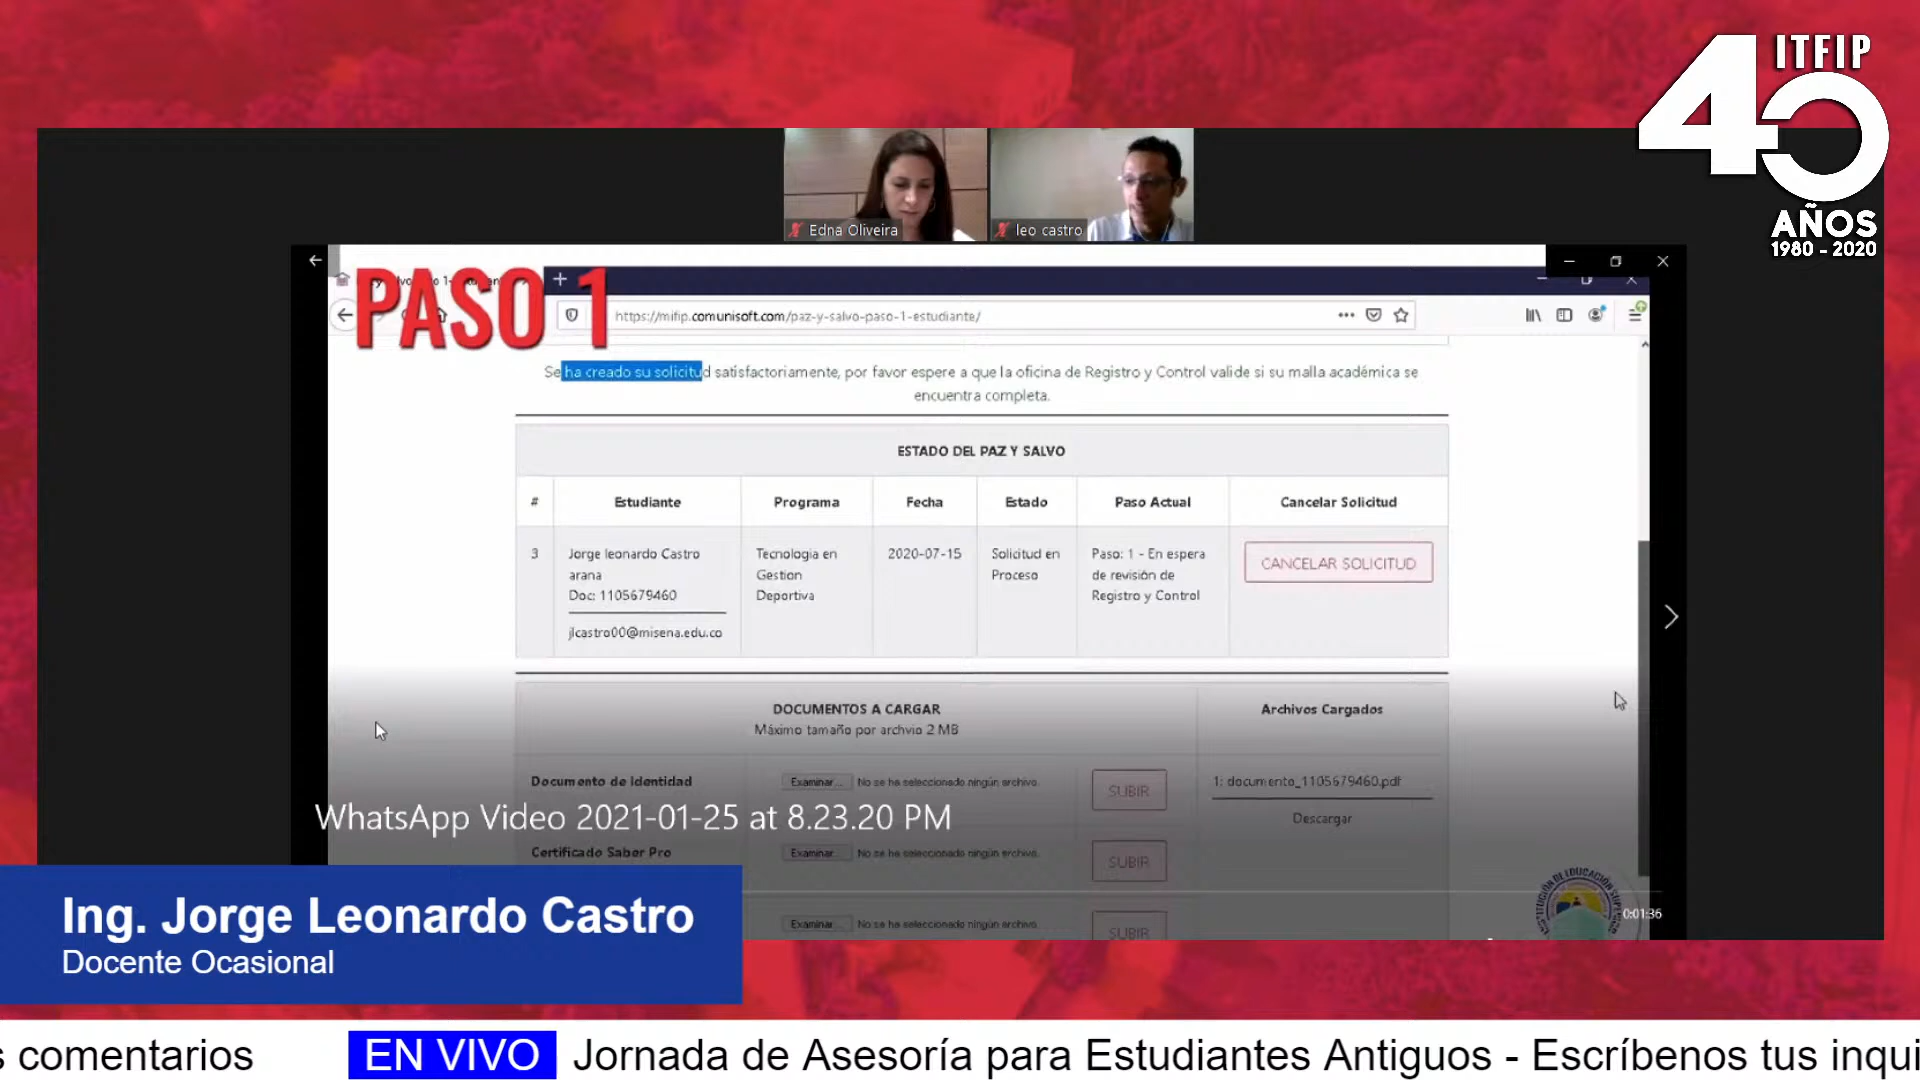 ITFIP
40
AÑOS
1980 - 2020
Edna Oliveira
leo castro
PASO 1
https://mifip.comunisoft.com/paz-y-salvo-paso-1-estudiante/
Se ha creado su solicitud satisfactoriamente, por favor espere a que la oficina de Registro y Control valide si su malla académica se
encuentra completa.
ESTADO DEL PAZ Y SALVO
# Estudiante Programa Fecha Estado Paso Actual Cancelar Solicitud
3 Jorge leonardo Castro Tecnologia en 2020-07-15 Solicitud en Paso: 1 - En espera CANCELAR SOLICITUD
arana Gestion Proceso de revisión de
Doc: 1105679460 Deportiva Registro y Control
jlcastro00@misena.edu.co
DOCUMENTOS A CARGAR Archivos Cargados
Máximo tamaño por archvio 2 MB
Documento de Identidad Examinar... No se ha seleccionado ningún archivo. SUBIR 1: documento_1105679460.pdf
WhatsApp Video 2021-01-25 at 8.23.20 PM
Descargar
Certificado Saber Pro Examinar... No se ha seleccionado ningún archivo. SUBIR
Examinar... No se ha seleccionado ningún archivo. SUBIR
0:01:36
Ing. Jorge Leonardo Castro
Docente Ocasional
s comentarios EN VIVO Jornada de Asesoría para Estudiantes Antiguos - Escríbenos tus inqui